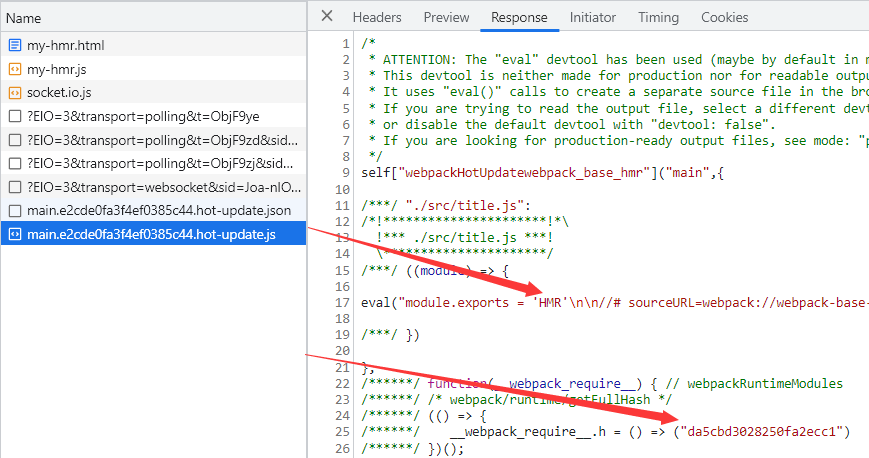 Name
my-hmr.html
my-hmr.js
socket.io.js
?EIO=3&transport=polling&t=ObjF9ye
?EIO=3&transport=polling&t=ObjF9zd&sid...
?EIO=3&transport=polling&t=ObjF9zj&sid...
?EIO=3&transport=websocket&sid=Joa-nIO...
main.e2cde0fa3f4ef0385c44.hot-update.json
main.e2cde0fa3f4ef0385c44.hot-update.js
Headers Preview Response Initiator Timing Cookies
1 /*
2 * ATTENTION: The "eval" devtool has been used (maybe by default in m
3 * This devtool is neither made for production nor for readable outpu
4 * It uses "eval()" calls to create a separate source file in the bro
5 * If you are trying to read the output file, select a different devt
6 * or disable the default devtool with "devtool: false".
7 * If you are looking for production-ready output files, see mode: "p
8 */
9 self["webpackHotUpdatewebpack_base_hmr"]("main",{
10
11 /***/ "./src/title.js":
12 /*!**********************!*\
13 !*** ./src/title.js ***!
14 \**********************/
15 /***/ ((module) => {
16
17 eval("module.exports = 'HMR'\n\n//# sourceURL=webpack://webpack-base-
18
19 /***/ })
20
21 },
22 /******/ function(__webpack_require__) { // webpackRuntimeModules
23 /******/ /* webpack/runtime/getFullHash */
24 /******/ (() => {
25 /******/ __webpack_require__.h = () => ("da5cbd3028250fa2ecc1")
26 /******/ })();